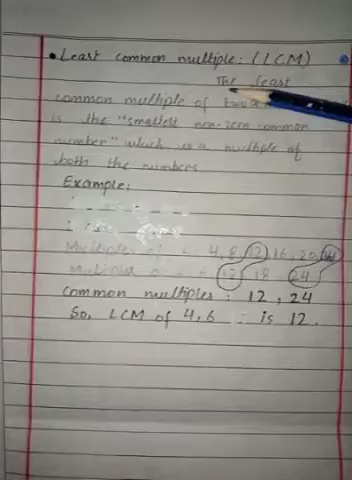 • Least common multiple: (LCM)
The least
common multiple of two
is the "smallest non-zero common
number" which is a multiple of
both the numbers
Example:
Multiples of 4, 8, 12, 16, 20, 24
12, 18, 24
common multiples : 12, 24
So, LCM of 4,6 is 12.